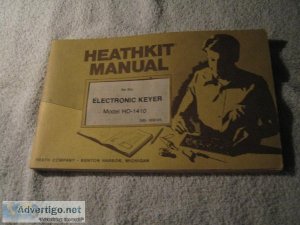 HEATHKIT
MANUAL
for the
ELECTRONIC KEYER
Model HD-1410
HEATH COMPANY • BENTON HARBOR, MICHIGAN
Advertigo.net